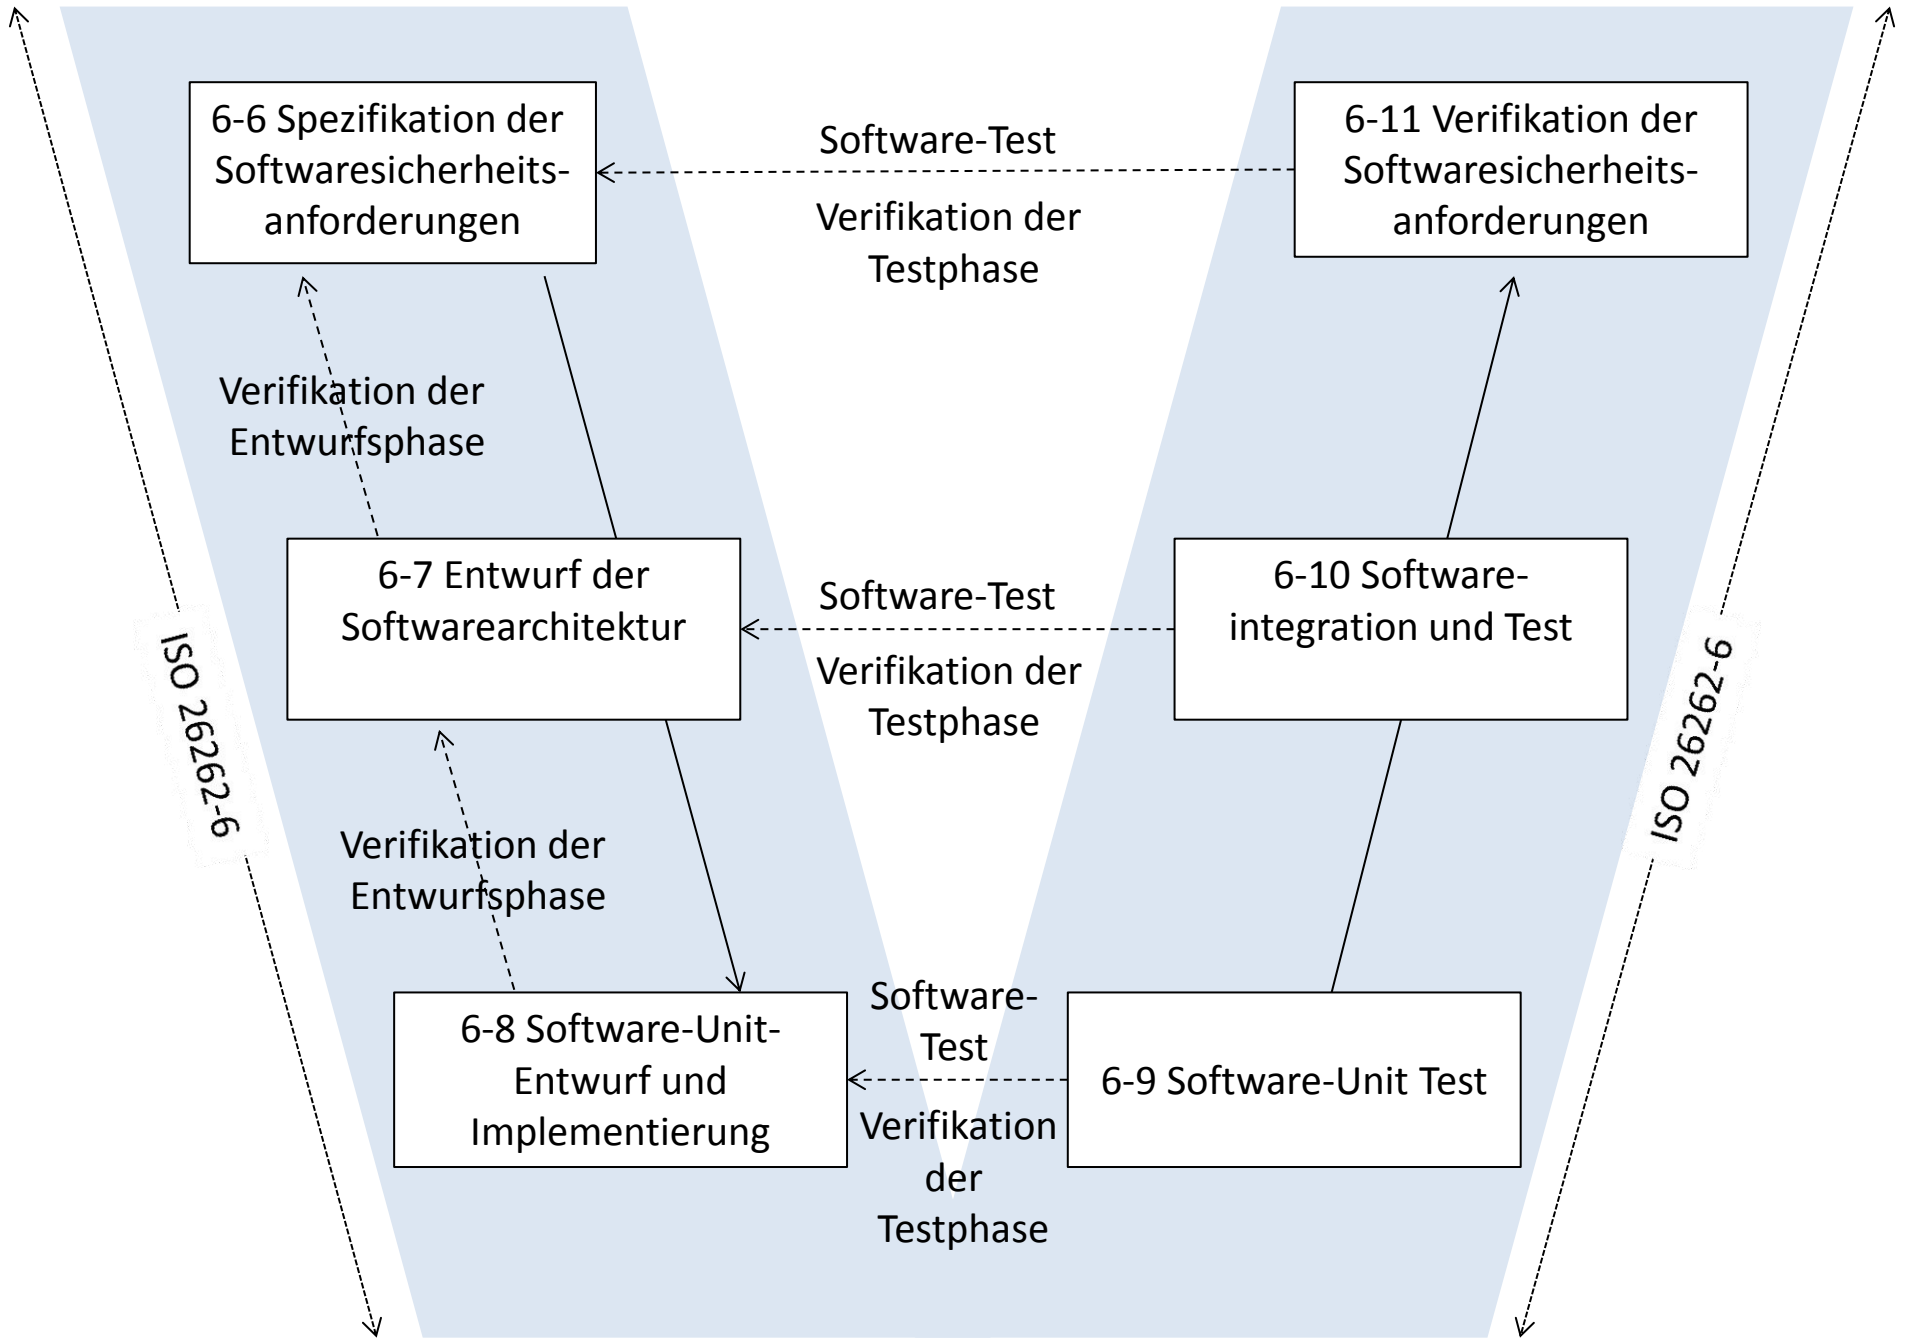 6-6 Spezifikation der
Softwaresicherheits-
anforderungen
Software-Test
Verifikation der
Testphase
6-11 Verifikation der
Softwaresicherheits-
anforderungen
Verifikation der
Entwurfsphase
6-7 Entwurf der
Softwarearchitektur
Software-Test
Verifikation der
Testphase
6-10 Software-
integration und Test
ISO 26262-6
ISO 26262-6
Verifikation der
Entwurfsphase
6-8 Software-Unit-
Entwurf und
Implementierung
Software-
Test
Verifikation
der
Testphase
6-9 Software-Unit Test